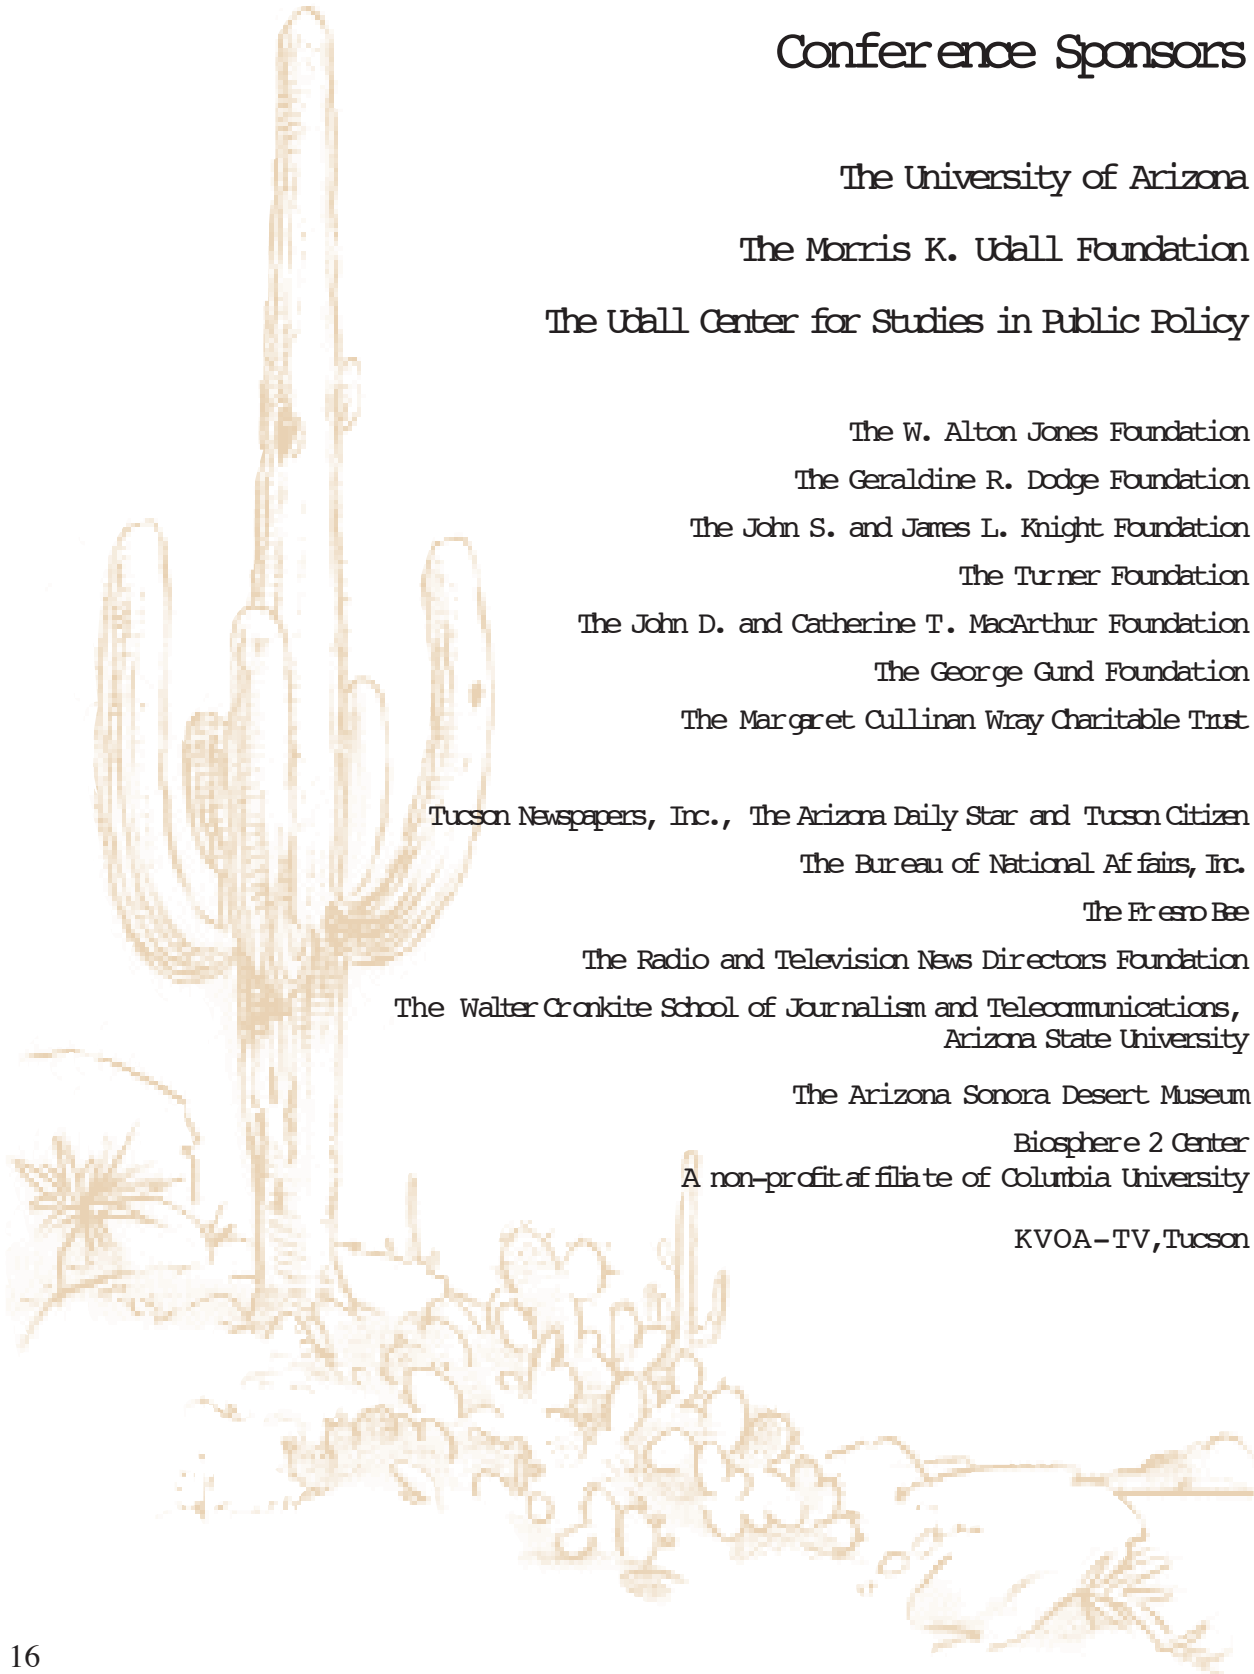 Conference Sponsors
The University of Arizona
The Morris K. Udall Foundation
The Udall Center for Studies in Public Policy
The W. Alton Jones Foundation
The Geraldine R. Dodge Foundation
The John S. and James L. Knight Foundation
The Turner Foundation
The John D. and Catherine T. MacArthur Foundation
The George Gund Foundation
The Margaret Cullinan Wray Charitable Trust
Tucson Newspapers, Inc., The Arizona Daily Star and Tucson Citizen
The Bureau of National Affairs, Inc.
The Fresno Bee
The Radio and Television News Directors Foundation
The Walter Cronkite School of Journalism and Telecommunications,
Arizona State University
The Arizona Sonora Desert Museum
Biosphere 2 Center
A non-profit affiliate of Columbia University
KVOA-TV, Tucson
16